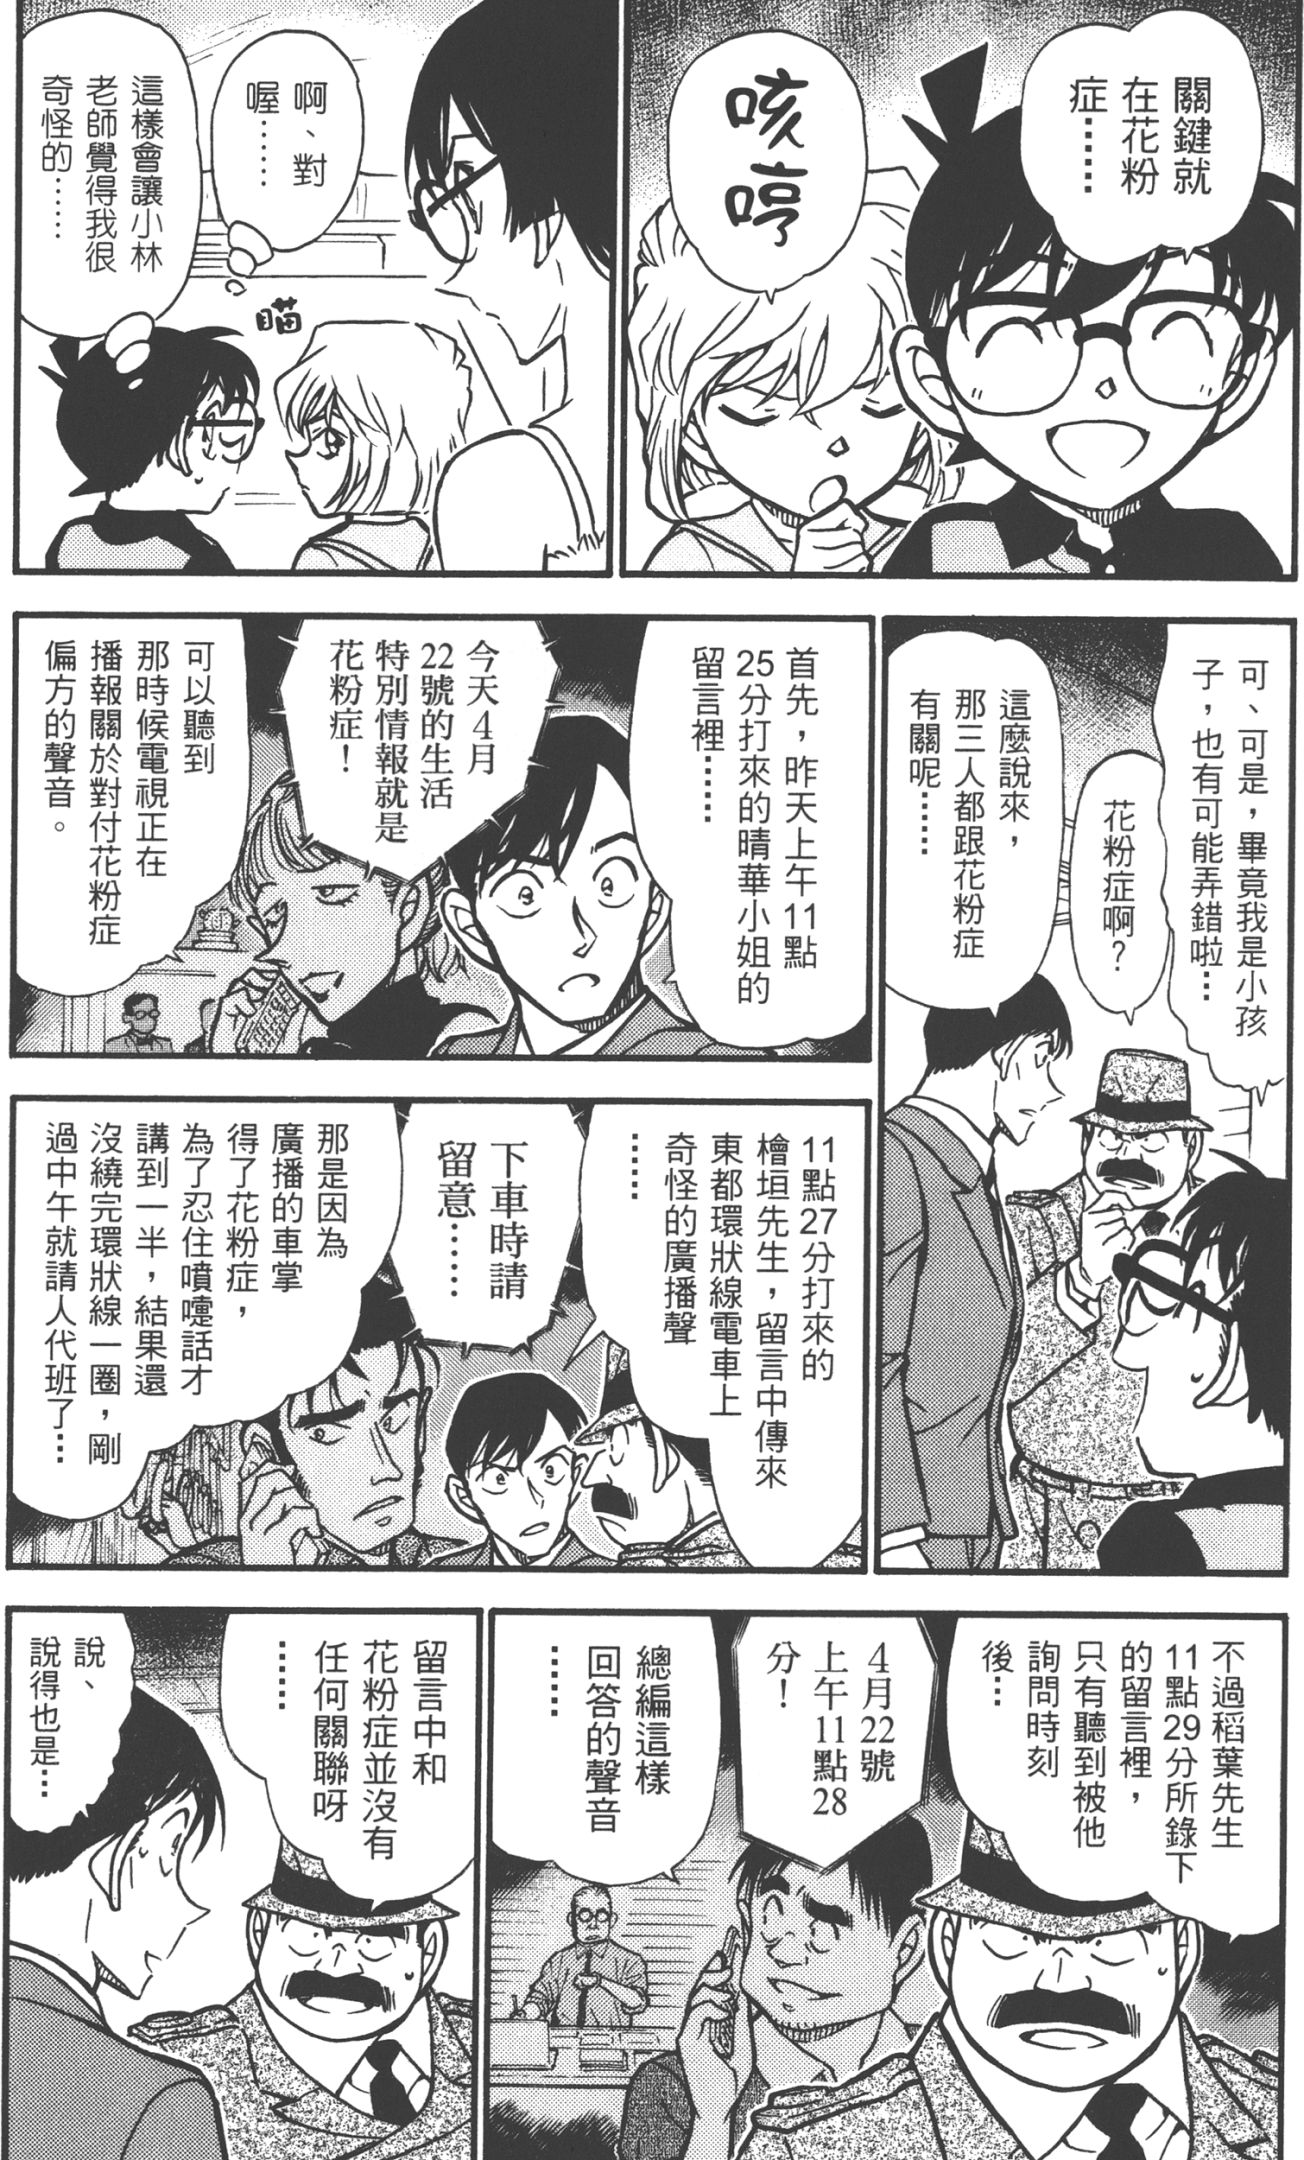 關鍵就
在花粉
症……
咳
哼
啊、對
喔……
瞄
這樣會讓小林
老師覺得我很
奇怪的……
可、可是，畢竟我是小孩
子，也有可能弄錯啦…
花粉症啊？
這麼說來，
那三人都跟花粉症
有關呢……
首先，昨天上午11點
25分打來的晴華小姐的
留言裡……
今天4月
22號的生活
特別情報就是
花粉症！
可以聽到
那時候電視正在
播報關於對付花粉症
偏方的聲音。
11點27分打來的
檜垣先生，留言中傳來
東都環狀線電車上
奇怪的廣播聲
……
下車時請
留意……
那是因為
廣播的車掌
得了花粉症，
為了忍住噴嚏話才
講到一半，結果還
沒繞完環狀線一圈，剛
過中午就請人代班了…
不過稻葉先生
11點29分所錄下
的留言裡，
只有聽到被他
詢問時刻
後…
4月22號
上午11點28
分！
總編這樣
回答的聲音
……
留言中和
花粉症並沒有
任何關聯呀
……
說、
說得也是…